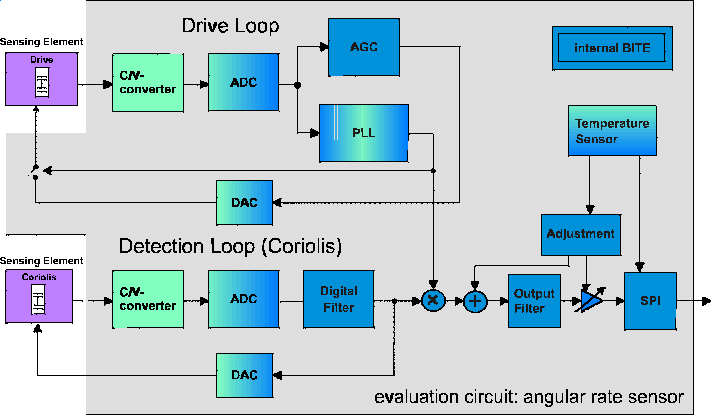 Drive Loop
Sensing Element
Drive
C/V-
converter
ADC
AGC
internal BITE
PLL
Temperature
Sensor
DAC
Adjustment
Detection Loop (Coriolis)
Sensing Element
Coriolis
C/V-
converter
ADC
Digital
Filter
×
+
Output
Filter
SPI
DAC
evaluation circuit: angular rate sensor